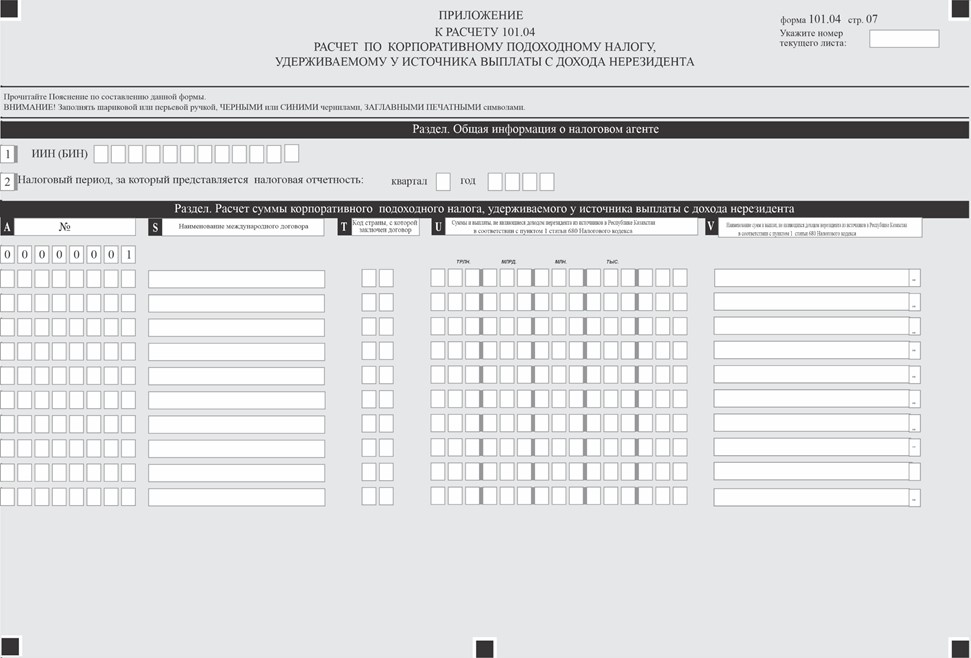 ПРИЛОЖЕНИЕ
К РАСЧЕТУ 101.04
РАСЧЕТ ПО КОРПОРАТИВНОМУ ПОДОХОДНОМУ НАЛОГУ,
УДЕРЖИВАЕМОМУ У ИСТОЧНИКА ВЫПЛАТЫ С ДОХОДА НЕРЕЗИДЕНТА
форма 101.04 стр. 07
Укажите номер
текущего листа:
Прочитайте Пояснение по составлению данной формы.
ВНИМАНИЕ! Заполнять шариковой или перьевой ручкой, ЧЕРНЫМИ или СИНИМИ чернилами, ЗАГЛАВНЫМИ ПЕЧАТНЫМИ символами.
Раздел. Общая информация о налоговом агенте
1 ИИН (БИН)
2 Налоговый период, за который представляется налоговая отчетность: квартал год
Раздел. Расчет суммы корпоративного подоходного налога, удерживаемого у источника выплаты с дохода нерезидента
A №
S Наименование международного договора
T Код страны, с которой
заключен договор
U Суммы и выплаты, не являющиеся доходом нерезидента из источников в Республике Казахстан
в соответствии с пунктом 1 статьи 680 Налогового кодекса
V Наименование сумм и выплат, не являющихся доходом нерезидента из источников в Республике Казахстан
в соответствии с пунктом 1 статьи 680 Налогового кодекса
0 0 0 0 0 0 0 1
ТРЛН. МЛРД. МЛН. ТЫС.